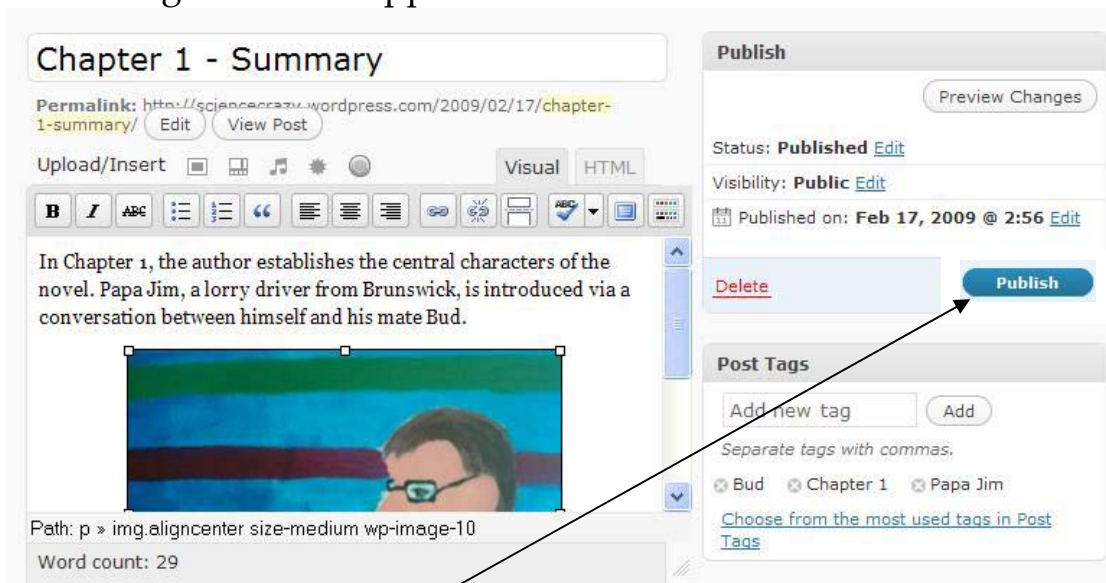 Chapter 1 - Summary
Permalink: http://sciencecrazy.wordpress.com/2009/02/17/chapter-
1-summary/ Edit View Post
Upload/Insert
Visual HTML
B I ABC ABC
In Chapter 1, the author establishes the central characters of the
novel. Papa Jim, a lorry driver from Brunswick, is introduced via a
conversation between himself and his mate Bud.
Path: p » img.aligncenter size-medium wp-image-10
Word count: 29
Publish
Preview Changes
Status: Published Edit
Visibility: Public Edit
Published on: Feb 17, 2009 @ 2:56 Edit
Delete
Publish
Post Tags
Add new tag Add
Separate tags with commas.
Bud Chapter 1 Papa Jim
Choose from the most used tags in Post
Tags